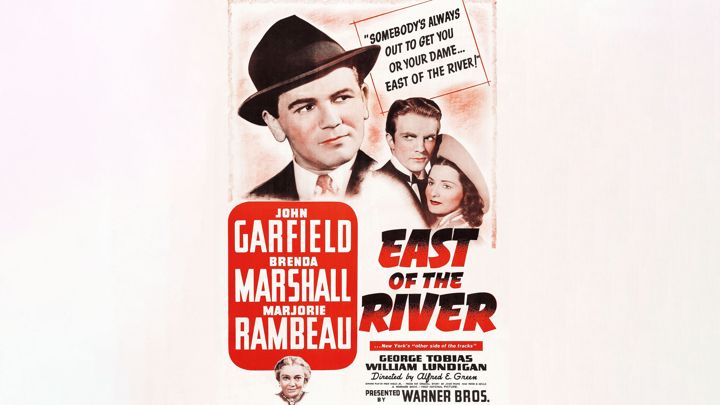 "SOMEBODY'S ALWAYS
OUT TO GET YOU
OR YOUR DAME...
EAST OF THE RIVER!"
JOHN
GARFIELD
BRENDA
MARSHALL
MARJORIE
RAMBEAU
EAST
OF THE
RIVER
...New York's "other side of the tracks"
GEORGE TOBIAS
WILLIAM LUNDIGAN
Directed by Alfred E. Green
PRESENTED
BY
WARNER BROS.